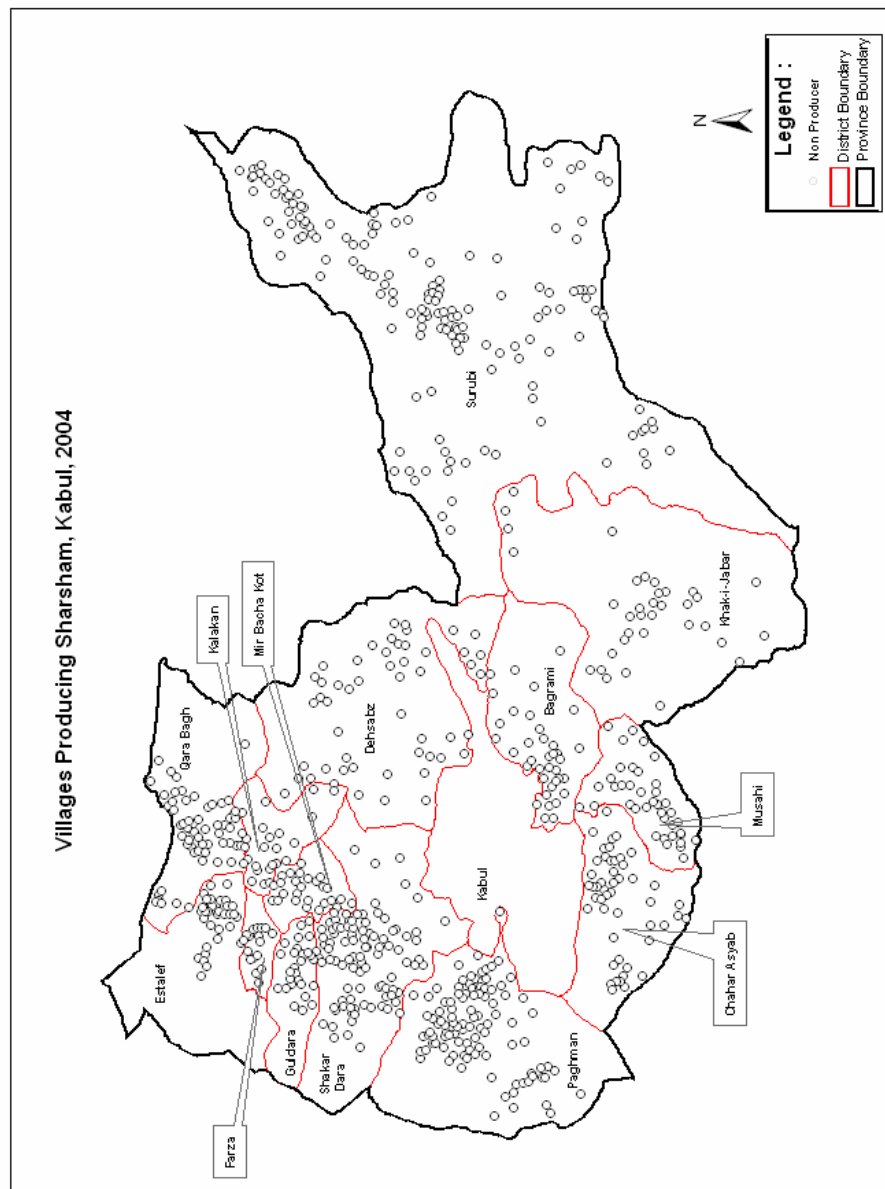 Villages Producing Sharsham, Kabul, 2004
Qara Bagh
Kalakan
Mir Bacha Kot
Estalef
Farza
Guldara
Shakar
Dara
Dehsabz
Kabul
Paghman
Bagrami
Surubi
Khak-i-Jabar
Musahi
Chahar Asyab
N
Legend :
Non Producer
District Boundary
Province Boundary